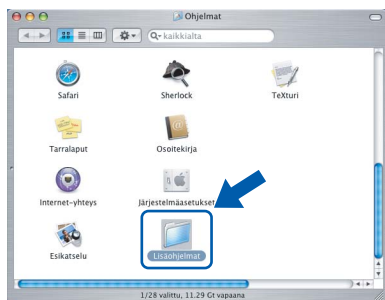 Ohjelmat
kaikkialta
Safari
Sherlock
TeXturi
Tarralaput
Osoitekirja
Internet-yhteys
Järjestelmäasetukset
Esikatselu
Lisäohjelmat
1/28 valittu, 11.29 Gt vapaana